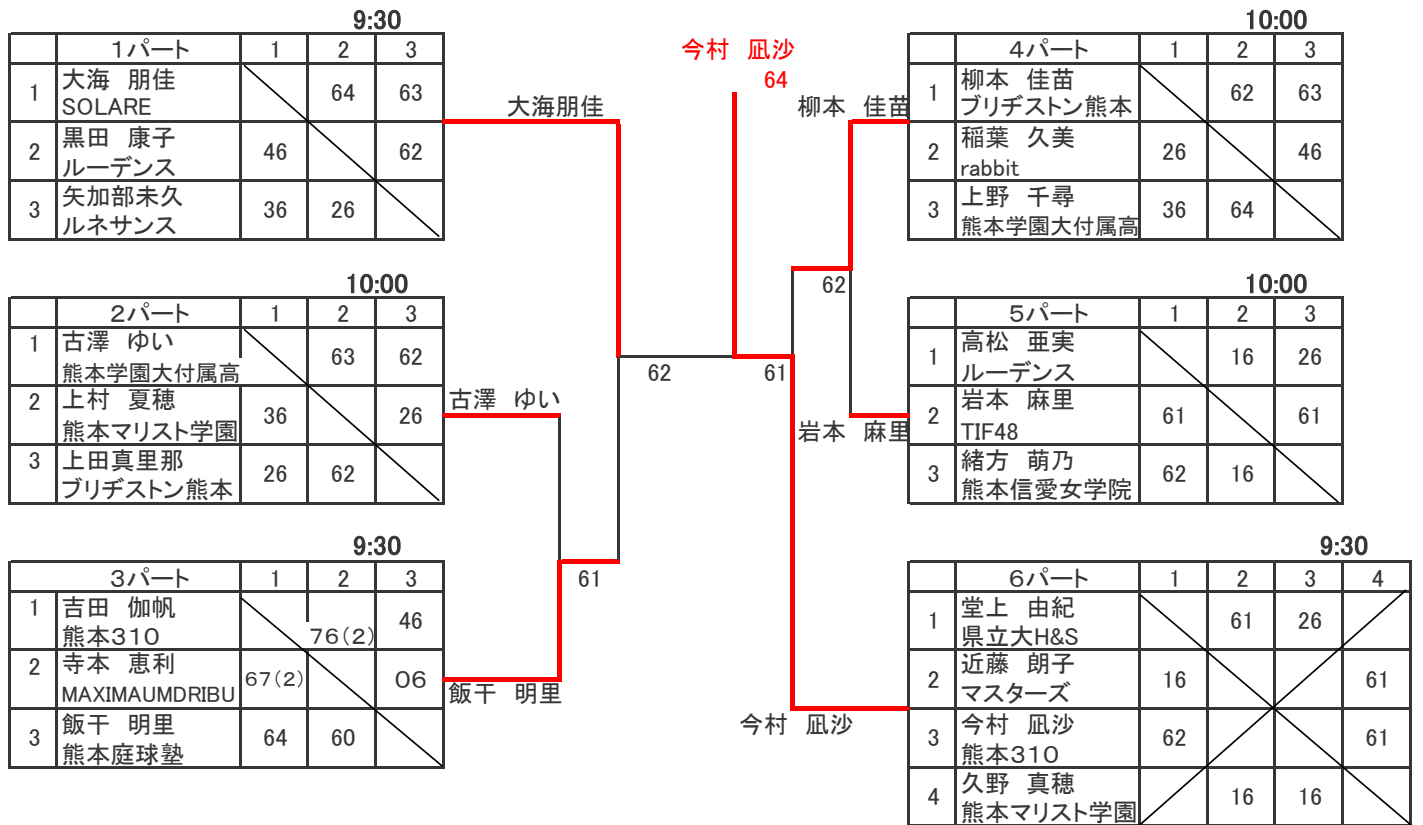 9:30
1パート 1 2 3
1 大海 朋佳 64 63
SOLARE
2 黒田 康子 46 62
ルーデンス
3 矢加部未久 36 26
ルネサンス
10:00
2パート 1 2 3
1 古澤 ゆい 63 62
熊本学園大付属高
2 上村 夏穂 36 26
熊本マリスト学園
3 上田真里那 26 62
ブリヂストン熊本
9:30
3パート 1 2 3
1 吉田 伽帆 76(2) 46
熊本310
2 寺本 恵利 67(2) 06
MAXIMAUMDRIBU
3 飯干 明里 64 60
熊本庭球塾
大海朋佳
古澤 ゆい
飯干 明里
61
62
今村 凪沙
64
61
柳本 佳苗
62
岩本 麻里
今村 凪沙
10:00
4パート 1 2 3
1 柳本 佳苗 62 63
ブリヂストン熊本
2 稲葉 久美 26 46
rabbit
3 上野 千尋 36 64
熊本学園大付属高
10:00
5パート 1 2 3
1 高松 亜実 16 26
ルーデンス
2 岩本 麻里 61 61
TIF48
3 緒方 萌乃 62 16
熊本信愛女学院
9:30
6パート 1 2 3 4
1 堂上 由紀 61 26
県立大H&S
2 近藤 朗子 16 61
マスターズ
3 今村 凪沙 62 61
熊本310
4 久野 真穂 16 16
熊本マリスト学園